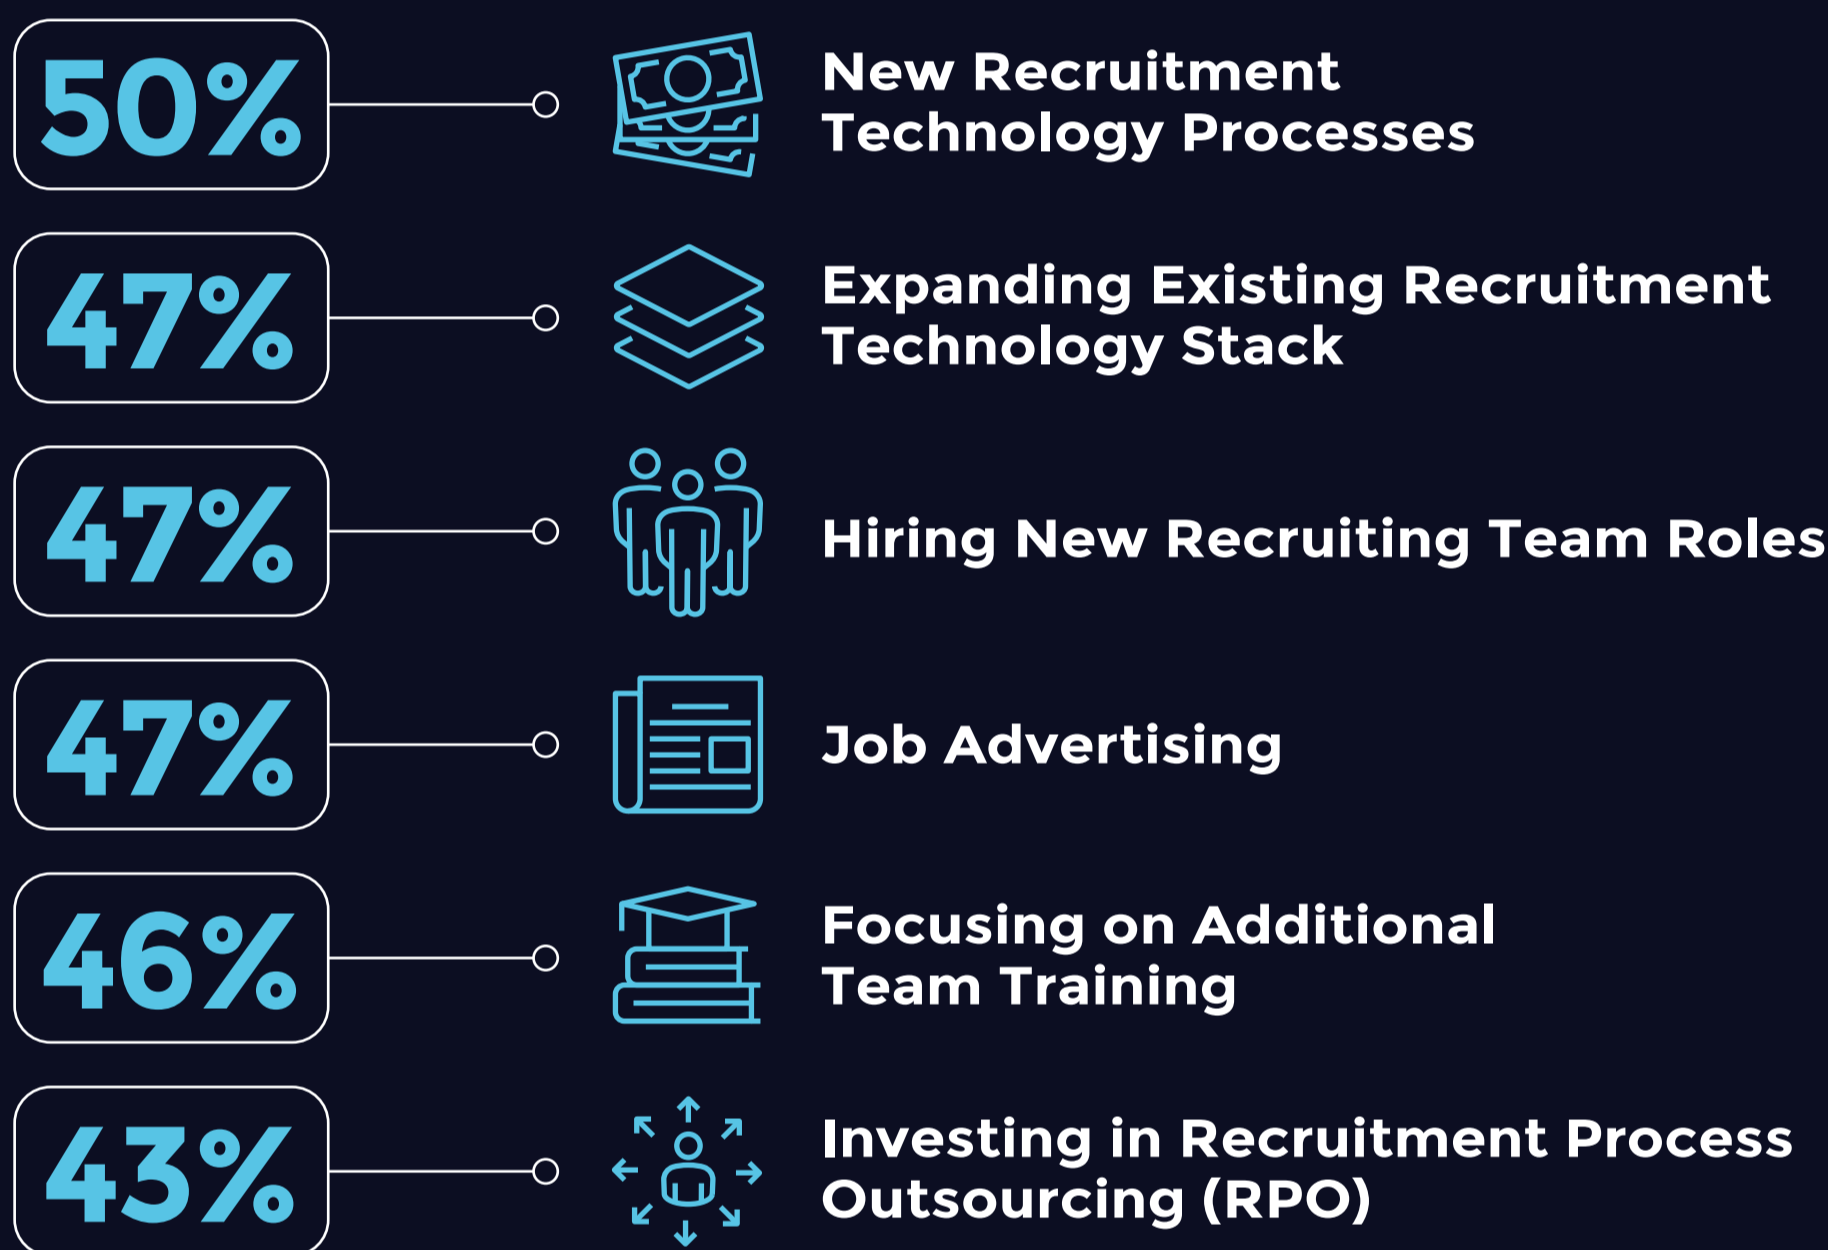 50%
New Recruitment
Technology Processes
47%
Expanding Existing Recruitment
Technology Stack
47%
Hiring New Recruiting Team Roles
47%
Job Advertising
46%
Focusing on Additional
Team Training
43%
Investing in Recruitment Process
Outsourcing (RPO)